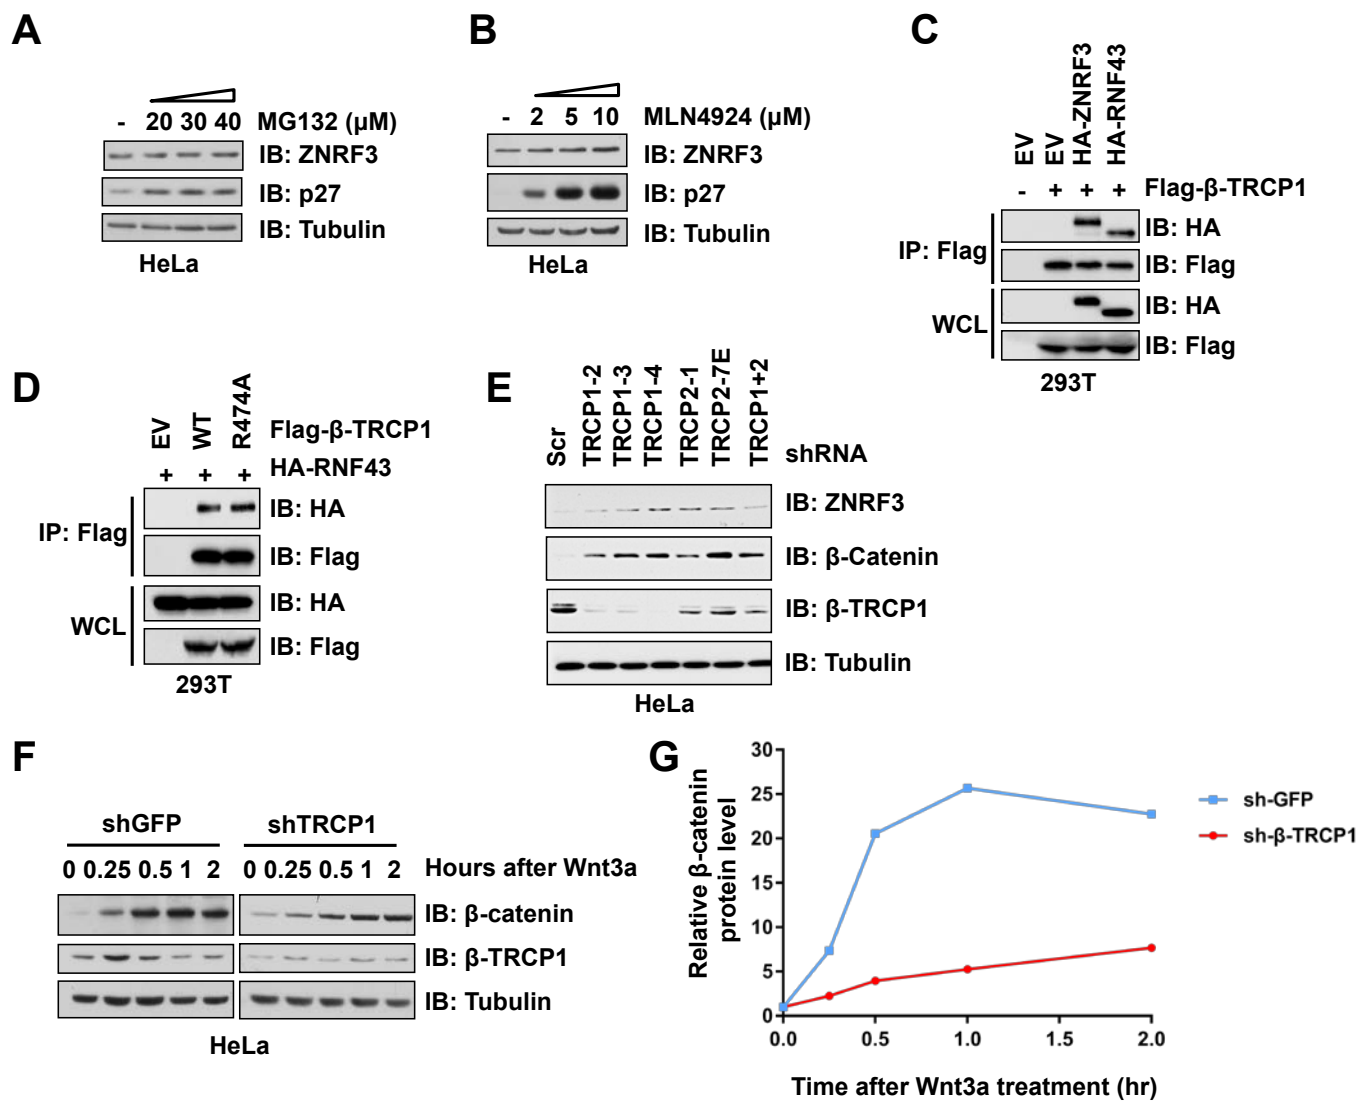 A
- 20 30 40 MG132 (μM)
IB: ZNRF3
IB: p27
IB: Tubulin
HeLa
B
- 2 5 10 MLN4924 (μM)
IB: ZNRF3
IB: p27
IB: Tubulin
HeLa
C
EV EV HA-ZNRF3 HA-RNF43
- + + + Flag-β-TRCP1
IP: Flag
IB: HA
IB: Flag
WCL
IB: HA
IB: Flag
293T
D
EV WT R474A Flag-β-TRCP1
+ + + HA-RNF43
IP: Flag
IB: HA
IB: Flag
WCL
IB: HA
IB: Flag
293T
E
Scr TRCP1-2 TRCP1-3 TRCP1-4 TRCP2-1 TRCP2-7E TRCP1+2 shRNA
IB: ZNRF3
IB: β-Catenin
IB: β-TRCP1
IB: Tubulin
HeLa
F
shGFP shTRCP1
0 0.25 0.5 1 2 0 0.25 0.5 1 2 Hours after Wnt3a
IB: β-catenin
IB: β-TRCP1
IB: Tubulin
HeLa
G
Relative β-catenin
protein level
30
25
20
15
10
5
0
0.0 0.5 1.0 1.5 2.0
Time after Wnt3a treatment (hr)
sh-GFP
sh-β-TRCP1